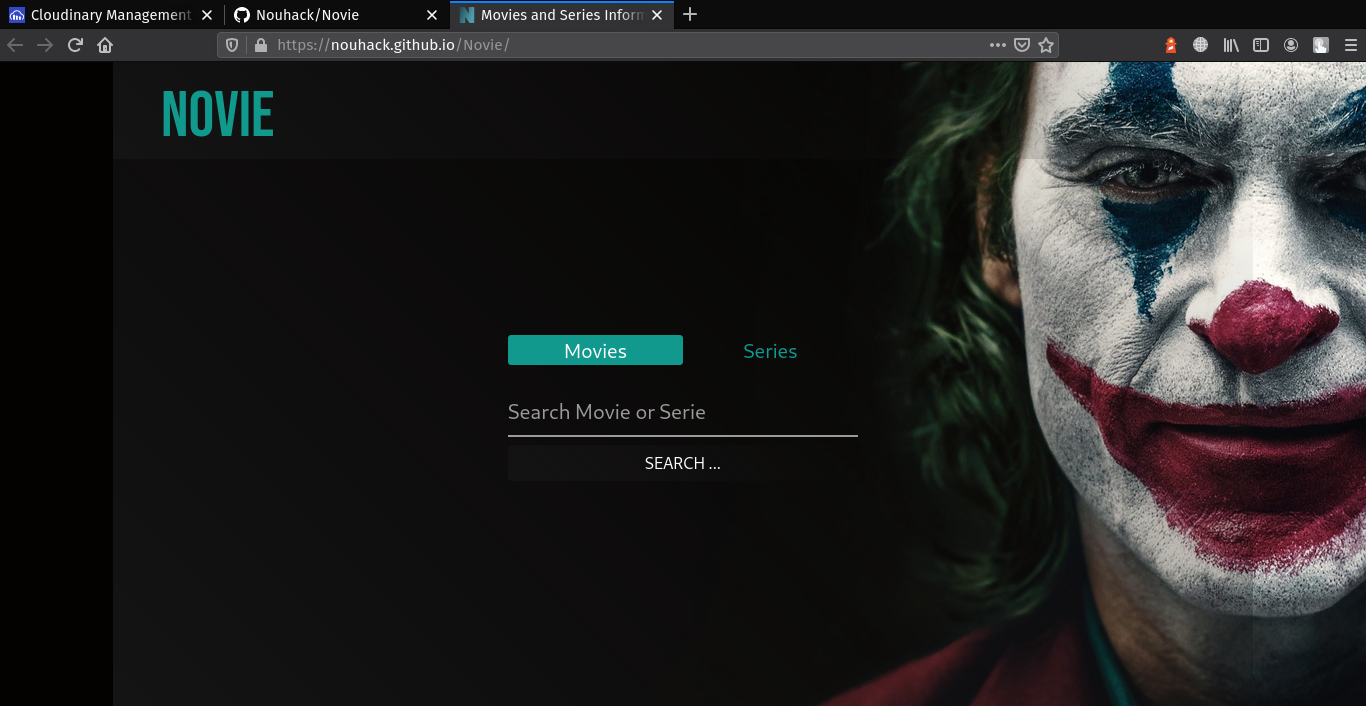 Cloudinary Management
Nouhack/Novie
Movies and Series Inform
https://nouhack.github.io/Novie/
NOVIE
Movies
Series
Search Movie or Serie
SEARCH ...